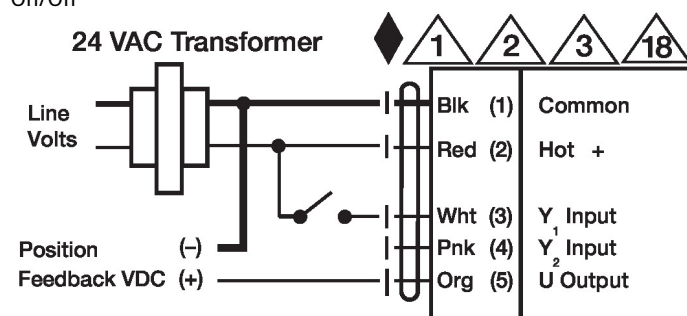 On/Off
24 VAC Transformer
1 2 3 18
Line
Volts
Blk (1) Common
Red (2) Hot +
Wht (3) Y1 Input
Pnk (4) Y2 Input
Org (5) U Output
Position (–)
Feedback VDC (+)